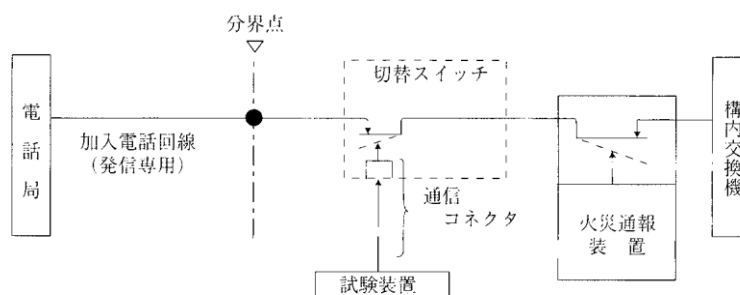 分界点
切替スイッチ
電話局
加入電話回線
(発信専用)
通信
コネクタ
火災通報
装置
構内交換機
試験装置